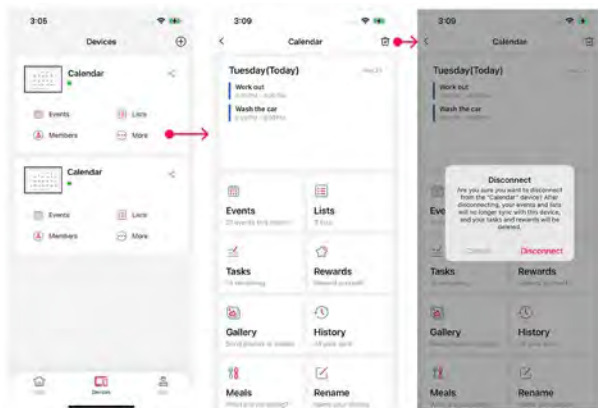 3:05
Devices
Calendar
Events
Lists
Members
More
Calendar
Events
Lists
Members
More
Devices
3:09
Calendar
Tuesday(Today)
Work out
Wash the car
Events
Lists
Tasks
Rewards
Gallery
History
Meals
Rename
3:09
Calendar
Tuesday(Today)
Work out
Wash the car
Disconnect
Are you sure you want to disconnect
from the "Calendar" device? After
disconnecting, your events and lists
will no longer sync with this device,
and your tasks and rewards will be
deleted.
Cancel
Disconnect
Eve
Tasks
Rewards
Gallery
History
Meals
Rename